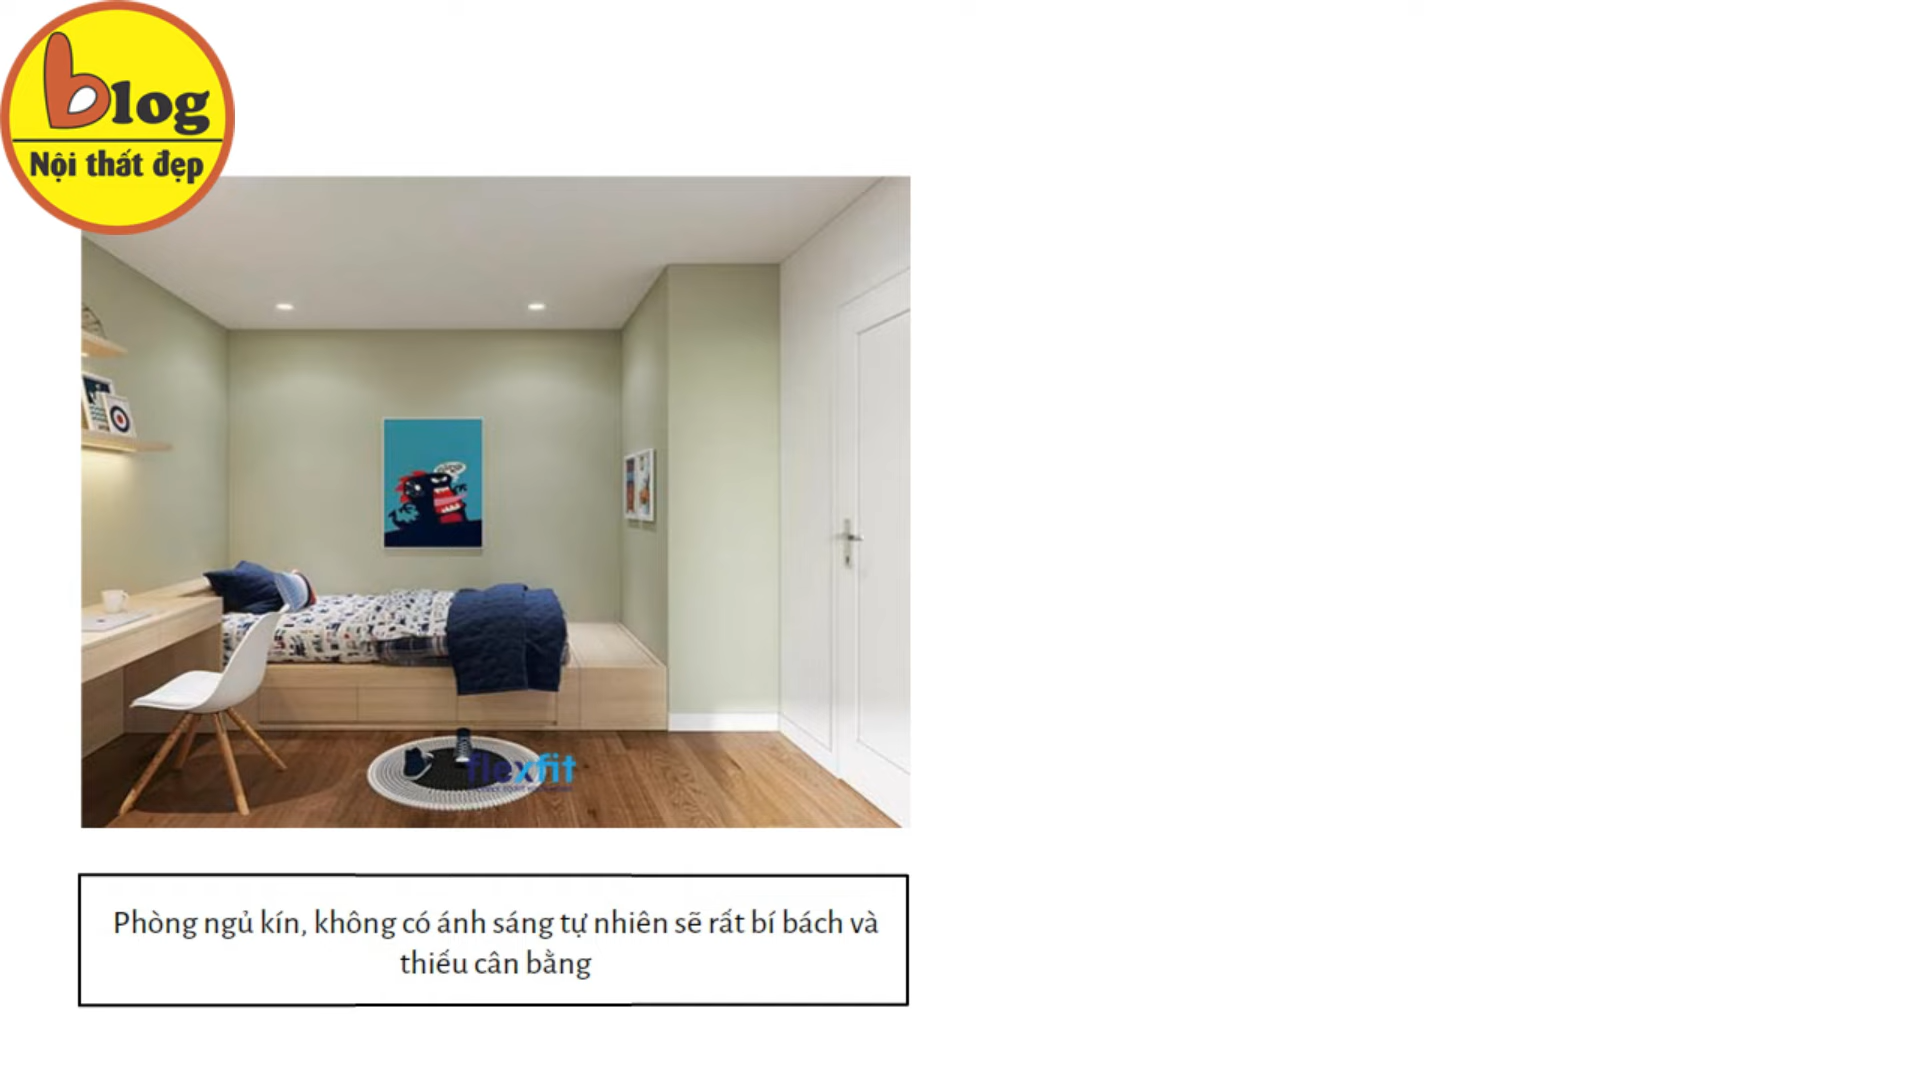 blog
Nội thất đẹp
flexfit
Phòng ngủ kín, không có ánh sáng tự nhiên sẽ rất bí bách và
thiếu cân bằng